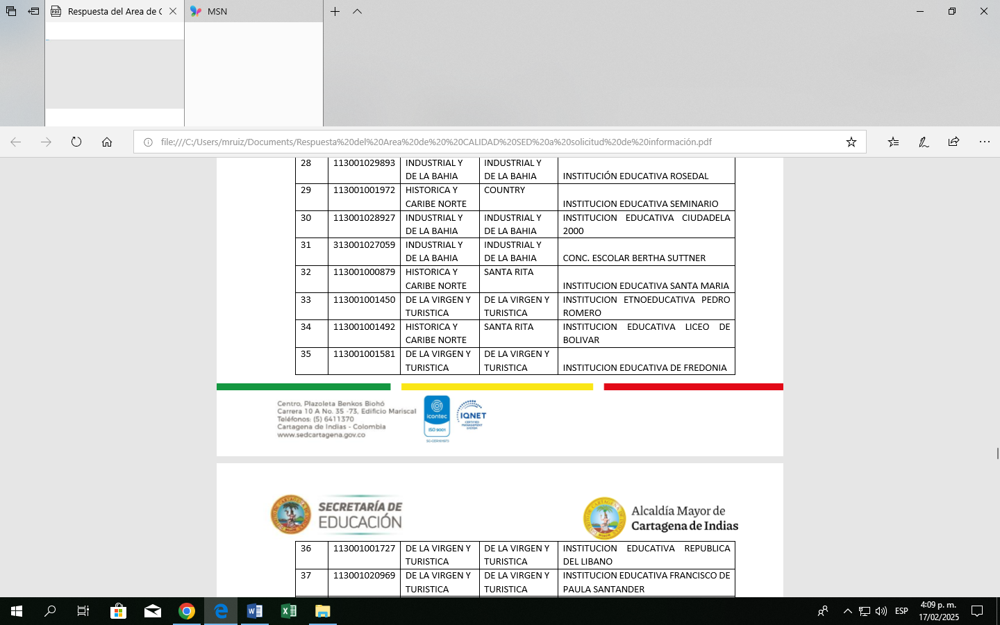 Respuesta del Area de C
MSN
file:///C:/Users/mruiz/Documents/Respuesta%20del%20Area%20de%20%20CALIDAD%20SED%20a%20solicitud%20de%20información.pdf
28 113001029893 INDUSTRIAL Y INDUSTRIAL Y
DE LA BAHIA DE LA BAHIA INSTITUCIÓN EDUCATIVA ROSEDAL
29 113001001972 HISTORICA Y COUNTRY
CARIBE NORTE INSTITUCION EDUCATIVA SEMINARIO
30 113001028927 INDUSTRIAL Y INDUSTRIAL Y INSTITUCION EDUCATIVA CIUDADELA
DE LA BAHIA DE LA BAHIA 2000
31 313001027059 INDUSTRIAL Y INDUSTRIAL Y
DE LA BAHIA DE LA BAHIA CONC. ESCOLAR BERTHA SUTTNER
32 113001000879 HISTORICA Y SANTA RITA
CARIBE NORTE INSTITUCION EDUCATIVA SANTA MARIA
33 113001001450 DE LA VIRGEN Y DE LA VIRGEN Y INSTITUCION ETNOEDUCATIVA PEDRO
TURISTICA TURISTICA ROMERO
34 113001001492 HISTORICA Y SANTA RITA INSTITUCION EDUCATIVA LICEO DE
CARIBE NORTE BOLIVAR
35 113001001581 DE LA VIRGEN Y DE LA VIRGEN Y
TURISTICA TURISTICA INSTITUCION EDUCATIVA DE FREDONIA
Centro, Plazoleta Benkos Biohó
Carrera 10 A No. 35 -73, Edificio Mariscal
Teléfonos: (5) 6411370
Cartagena de Indias - Colombia
www.sedcartagena.gov.co
icontec
ISO 9001
IQNET
CERTIFIED
MANAGEMENT
SYSTEM
SECRETARÍA DE
EDUCACIÓN
Alcaldía Mayor de
Cartagena de Indias
36 113001001727 DE LA VIRGEN Y DE LA VIRGEN Y INSTITUCION EDUCATIVA REPUBLICA
TURISTICA TURISTICA DEL LIBANO
37 113001020969 DE LA VIRGEN Y DE LA VIRGEN Y INSTITUCION EDUCATIVA FRANCISCO DE
TURISTICA TURISTICA PAULA SANTANDER
ESP
4:09 p. m.
17/02/2025